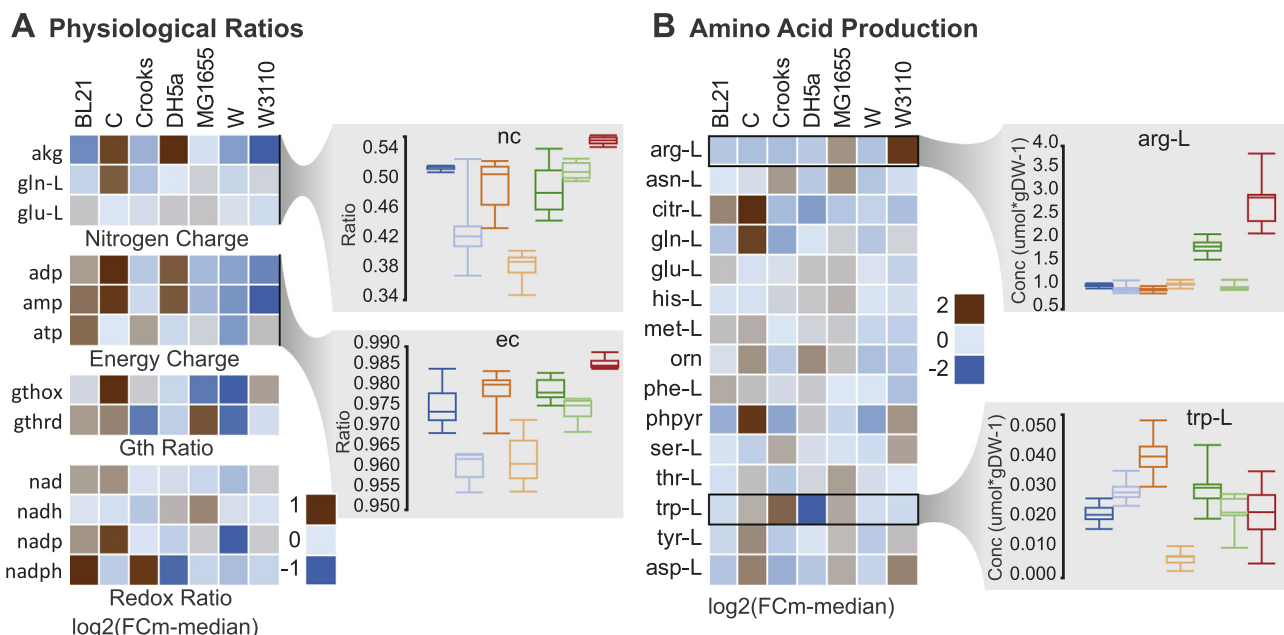 A Physiological Ratios
BL21
C
Crooks
DH5a
MG1655
W
W3110
akg
gln-L
glu-L
Nitrogen Charge
adp
amp
atp
Energy Charge
gthox
gthrd
Gth Ratio
nad
nadh
nadp
nadph
Redox Ratio
log2(FCm-median)
1
0
-1
nc
Ratio
0.54
0.50
0.46
0.42
0.38
0.34
ec
Ratio
0.990
0.985
0.980
0.975
0.970
0.965
0.960
0.955
0.950
B Amino Acid Production
BL21
C
Crooks
DH5a
MG1655
W
W3110
arg-L
asn-L
citr-L
gln-L
glu-L
his-L
met-L
orn
phe-L
phpyr
ser-L
thr-L
trp-L
tyr-L
asp-L
log2(FCm-median)
2
0
-2
arg-L
Conc (umol*gDW-1)
4.0
3.0
2.5
2.0
1.0
0.5
trp-L
Conc (umol*gDW-1)
0.050
0.040
0.030
0.020
0.010
0.000